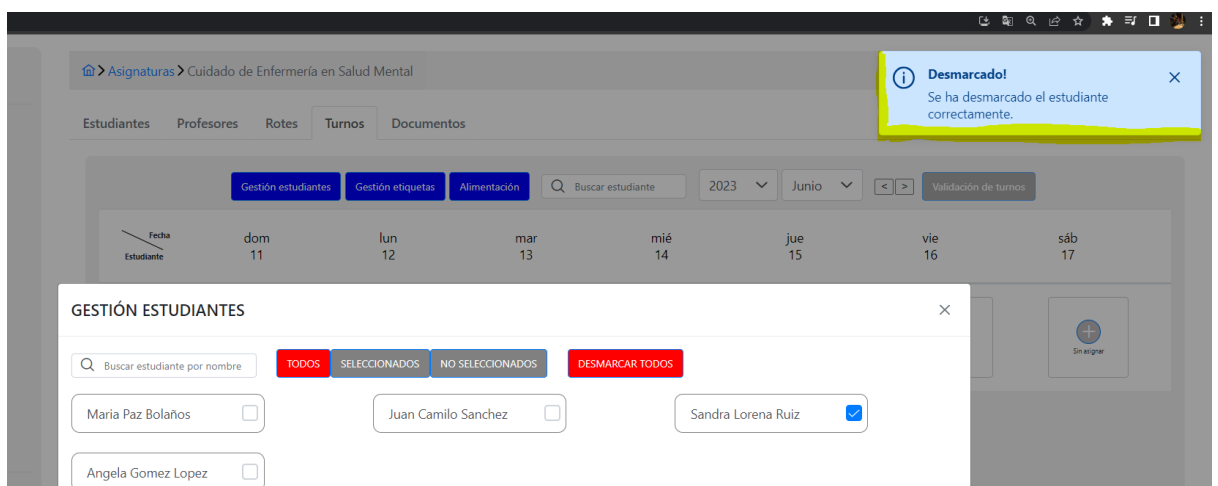 Asignaturas > Cuidado de Enfermería en Salud Mental
Desmarcado!
Se ha desmarcado el estudiante
correctamente.
Estudiantes Profesores Rotes Turnos Documentos
Gestión estudiantes Gestión etiquetas Alimentación Buscar estudiante 2023 Junio < > Validación de turnos
Fecha
Estudiante
dom lun mar mié jue vie sáb
11 12 13 14 15 16 17
GESTIÓN ESTUDIANTES
Sin asignar
Buscar estudiante por nombre TODOS SELECCIONADOS NO SELECCIONADOS DESMARCAR TODOS
Maria Paz Bolaños Juan Camilo Sanchez Sandra Lorena Ruiz
Angela Gomez Lopez